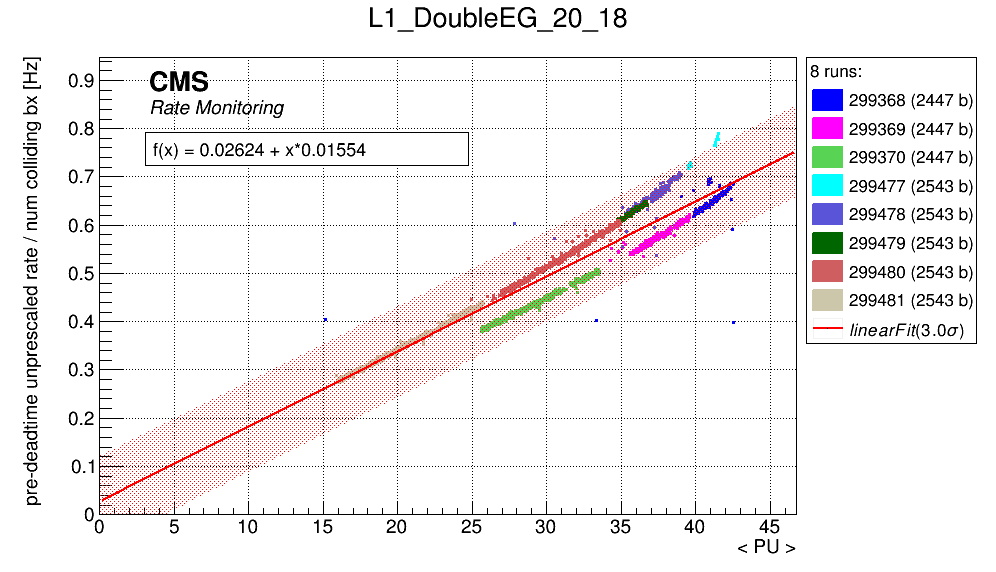 L1_DoubleEG_20_18
pre-deadtime unprescaled rate / num colliding bx [Hz]
CMS
Rate Monitoring
f(x) = 0.02624 + x*0.01554
0.9
0.8
0.7
0.6
0.5
0.4
0.3
0.2
0.1
0
0 5 10 15 20 25 30 35 40 45
< PU >
8 runs:
299368 (2447 b)
299369 (2447 b)
299370 (2447 b)
299477 (2543 b)
299478 (2543 b)
299479 (2543 b)
299480 (2543 b)
299481 (2543 b)
linearFit(3.0σ)